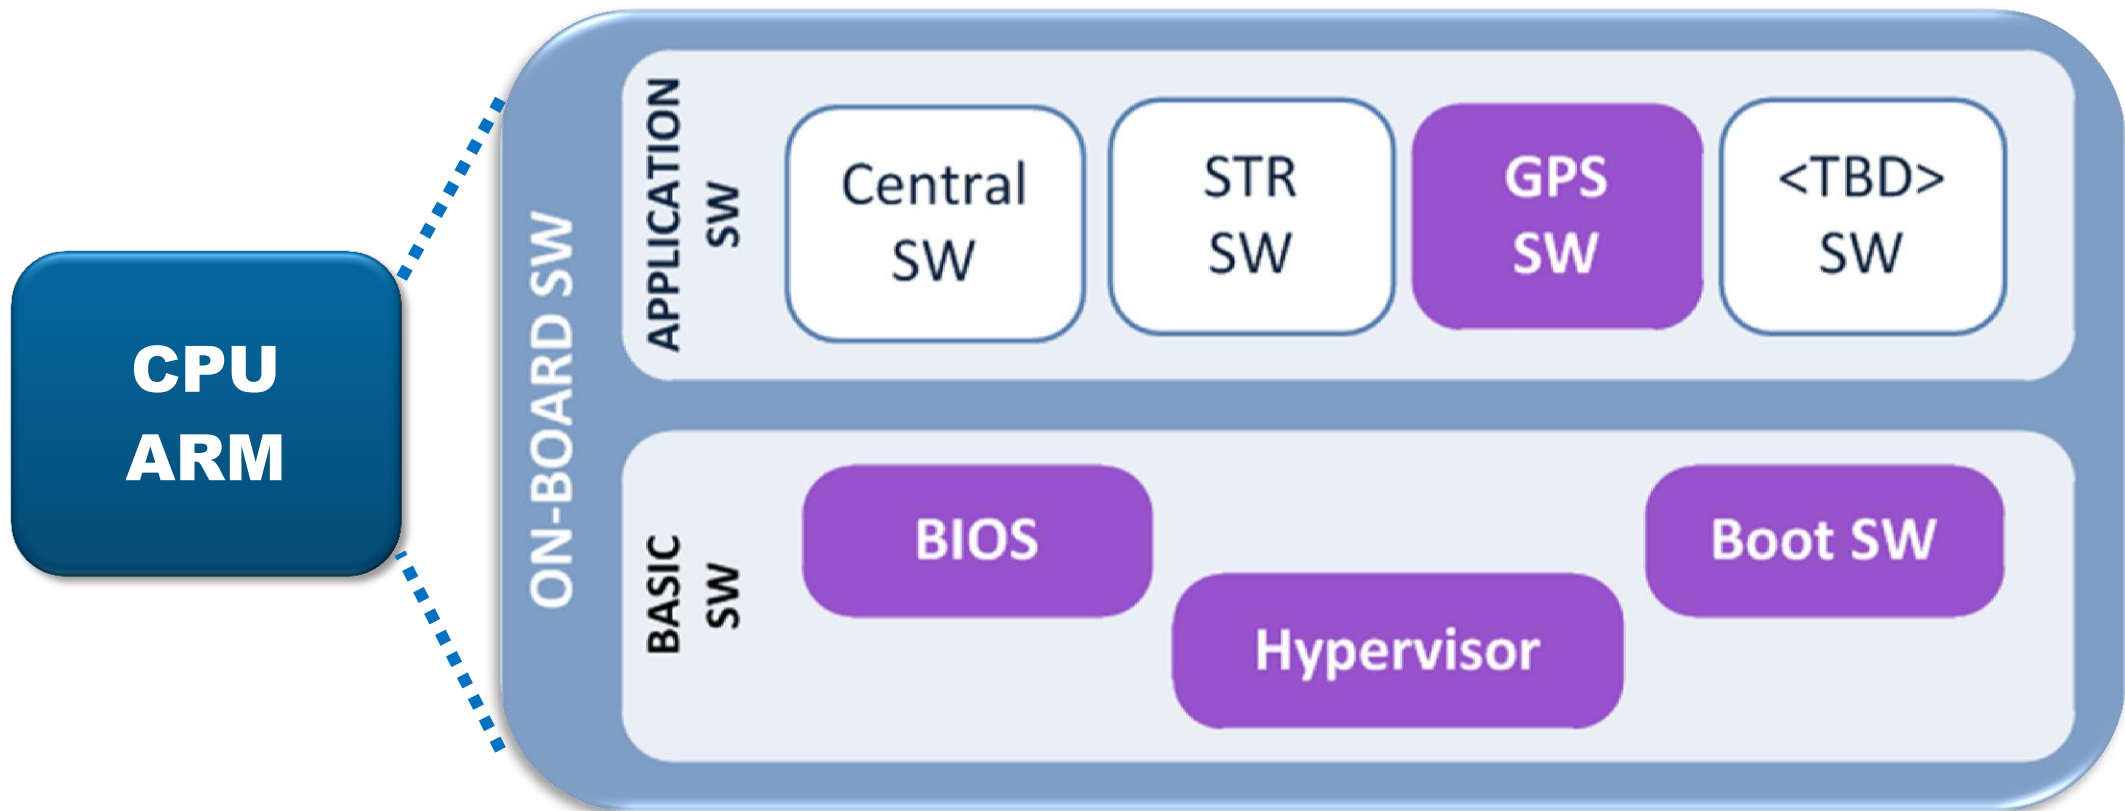 CPU
ARM
ON-BOARD SW
APPLICATION
SW
Central
SW
STR
SW
GPS
SW
<TBD>
SW
BASIC
SW
BIOS
Hypervisor
Boot SW